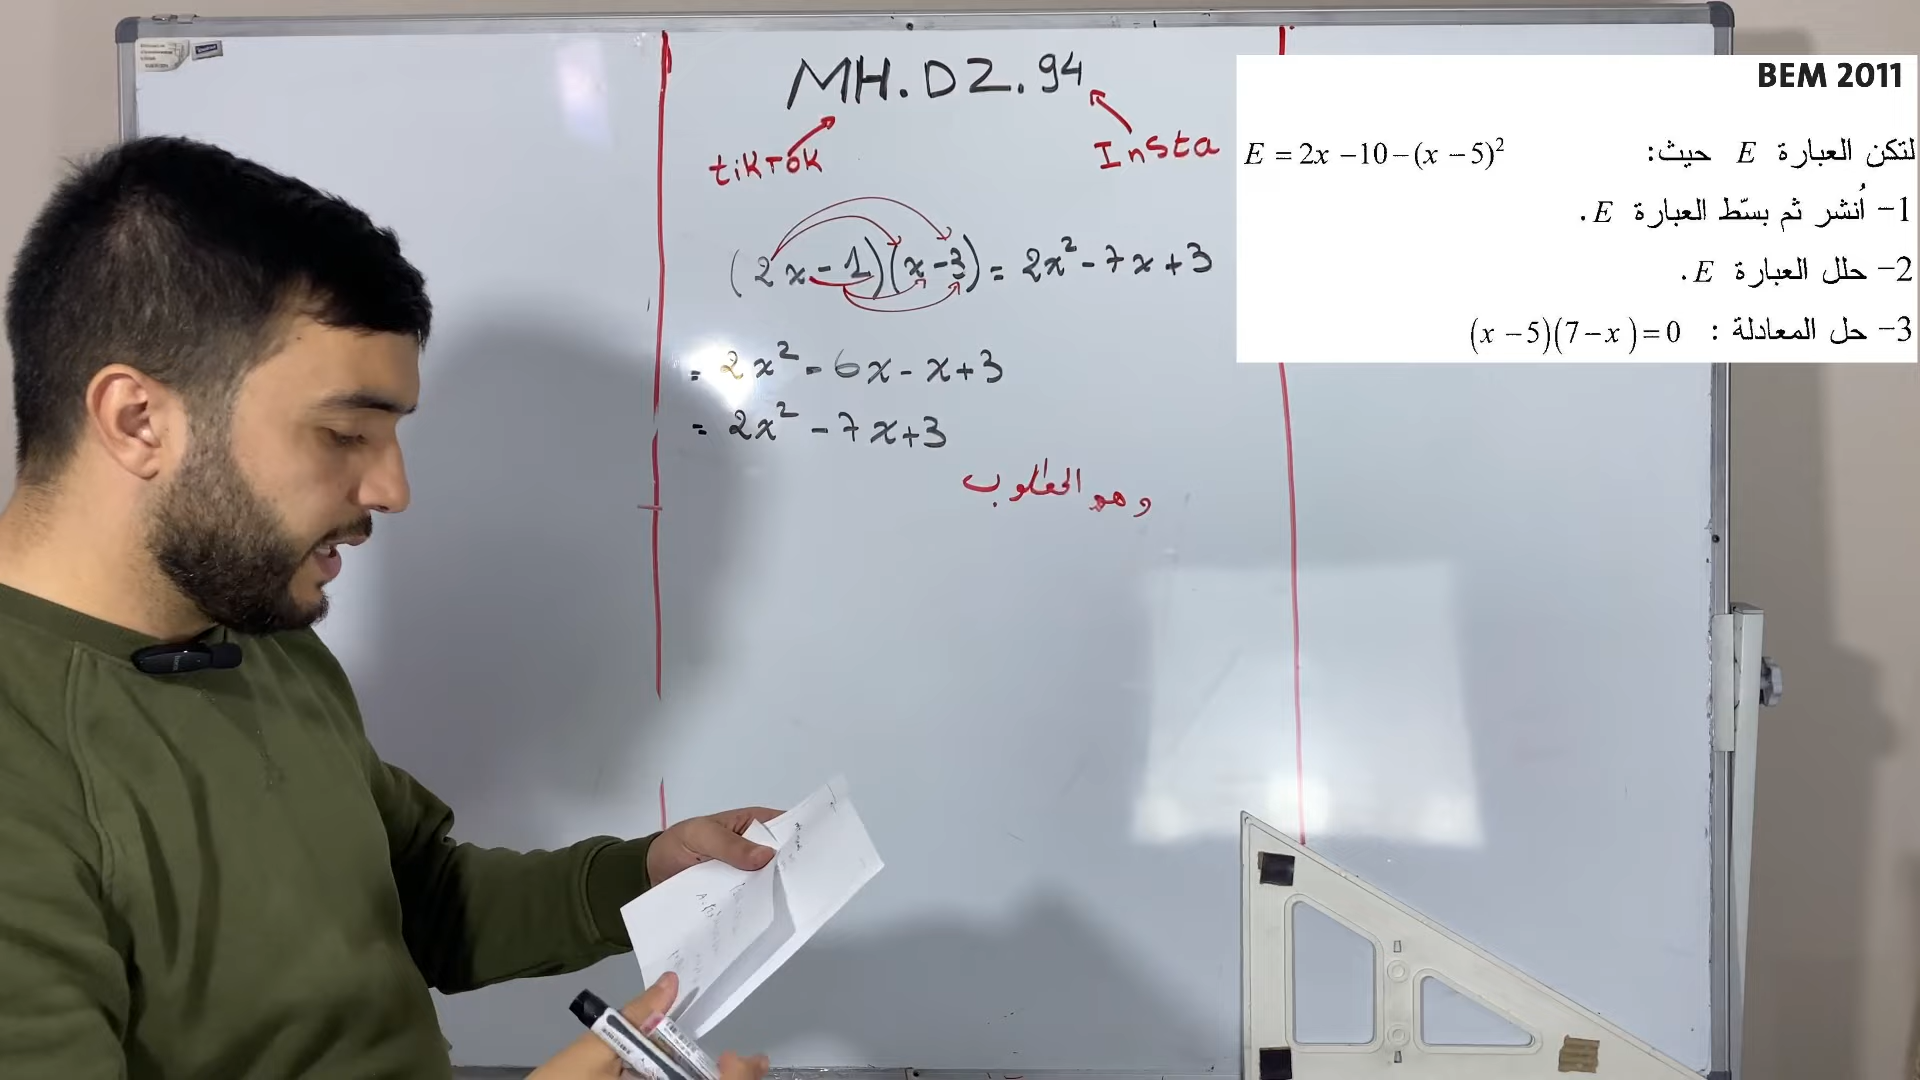 MH.DZ.94
tikTok
Insta
(2x-1)(x-3) = 2x² - 7x + 3
= 2x² - 6x - x + 3
= 2x² - 7x + 3
و هو المطلوب
BEM 2011
لتكن العبارة E حيث: E = 2x −10−(x −5)²
1− أُنشر ثم بسّط العبارة E .
2− حلل العبارة E .
3− حل المعادلة : (x −5)(7−x )=0